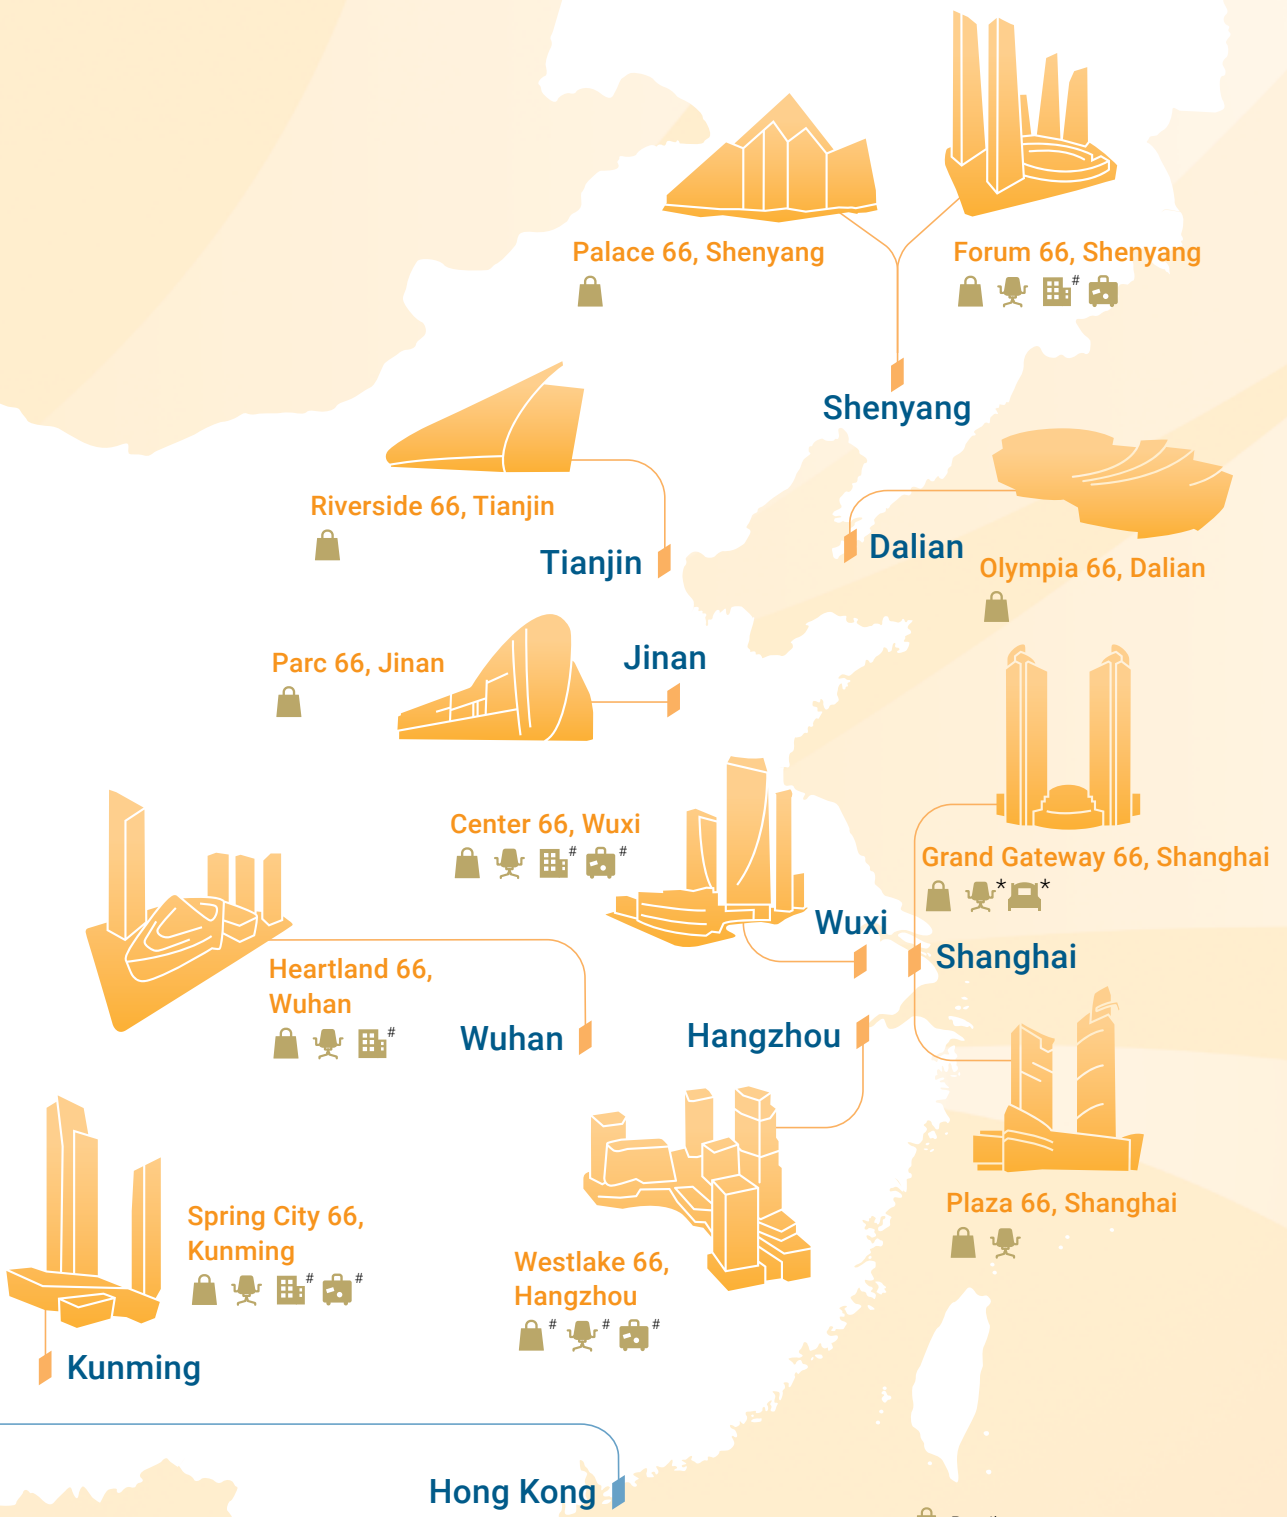 Palace 66, Shenyang
Forum 66, Shenyang
#
Shenyang
Riverside 66, Tianjin
Tianjin
Dalian
Olympia 66, Dalian
Parc 66, Jinan
Jinan
Center 66, Wuxi
# #
Grand Gateway 66, Shanghai
* *
Wuxi
Shanghai
Heartland 66,
Wuhan
#
Wuhan
Hangzhou
Plaza 66, Shanghai
Spring City 66,
Kunming
# #
Westlake 66,
Hangzhou
# # #
Kunming
Hong Kong